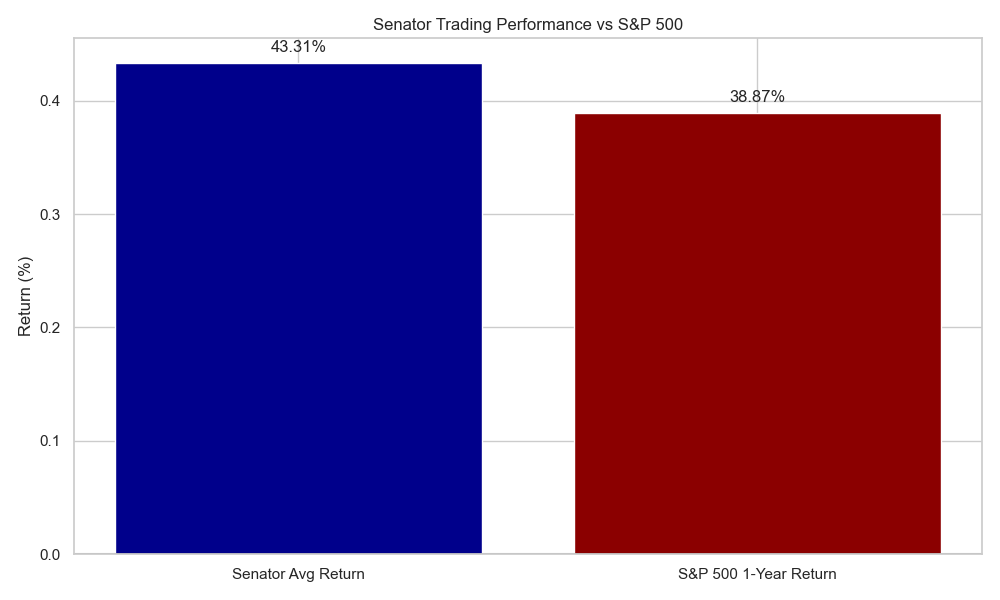 Senator Trading Performance vs S&P 500
43.31%
38.87%
0.4
0.3
0.2
0.1
0.0
Return (%)
Senator Avg Return
S&P 500 1-Year Return